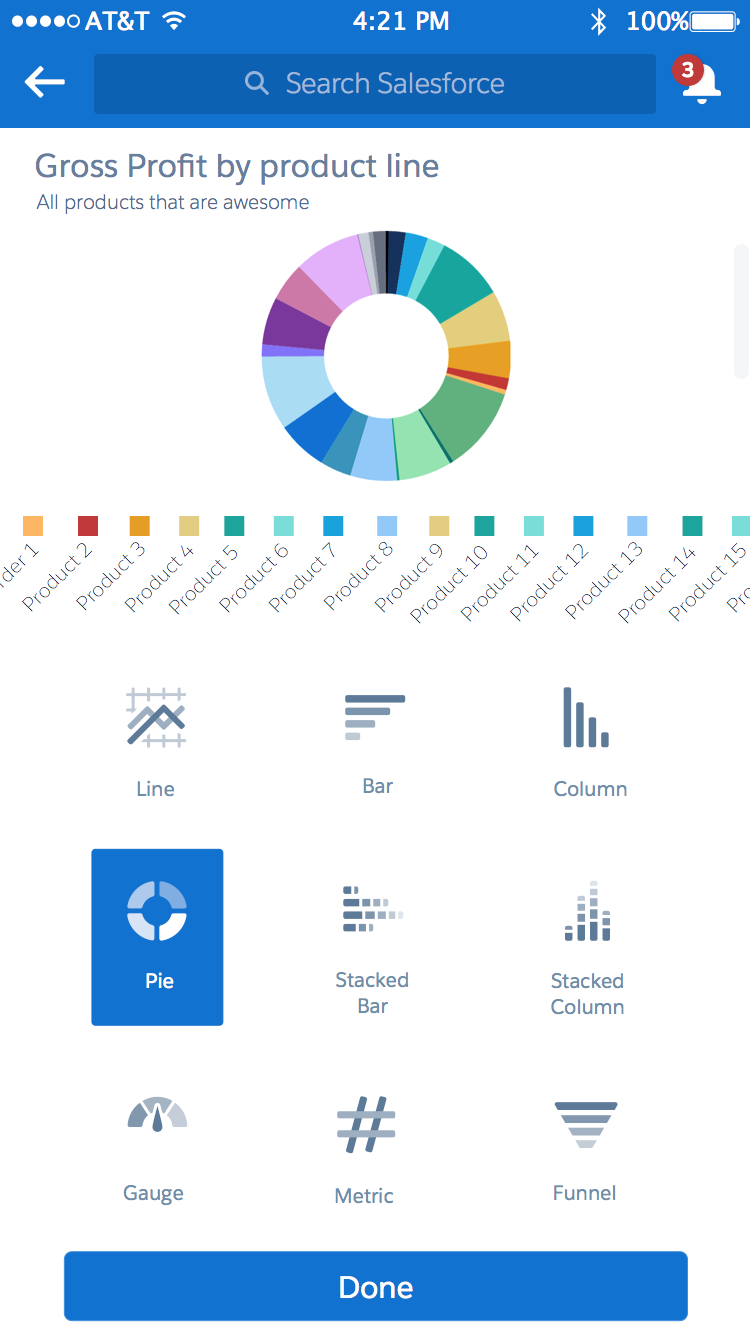 AT&T 4:21 PM 100%
Search Salesforce 3
Gross Profit by product line
All products that are awesome
1
Product 2
Product 3
Product 4
Product 5
Product 6
Product 7
Product 8
Product 9
Product 10
Product 11
Product 12
Product 13
Product 14
Product 15
Line Bar Column
Pie Stacked Bar Stacked Column
Gauge Metric Funnel
Done